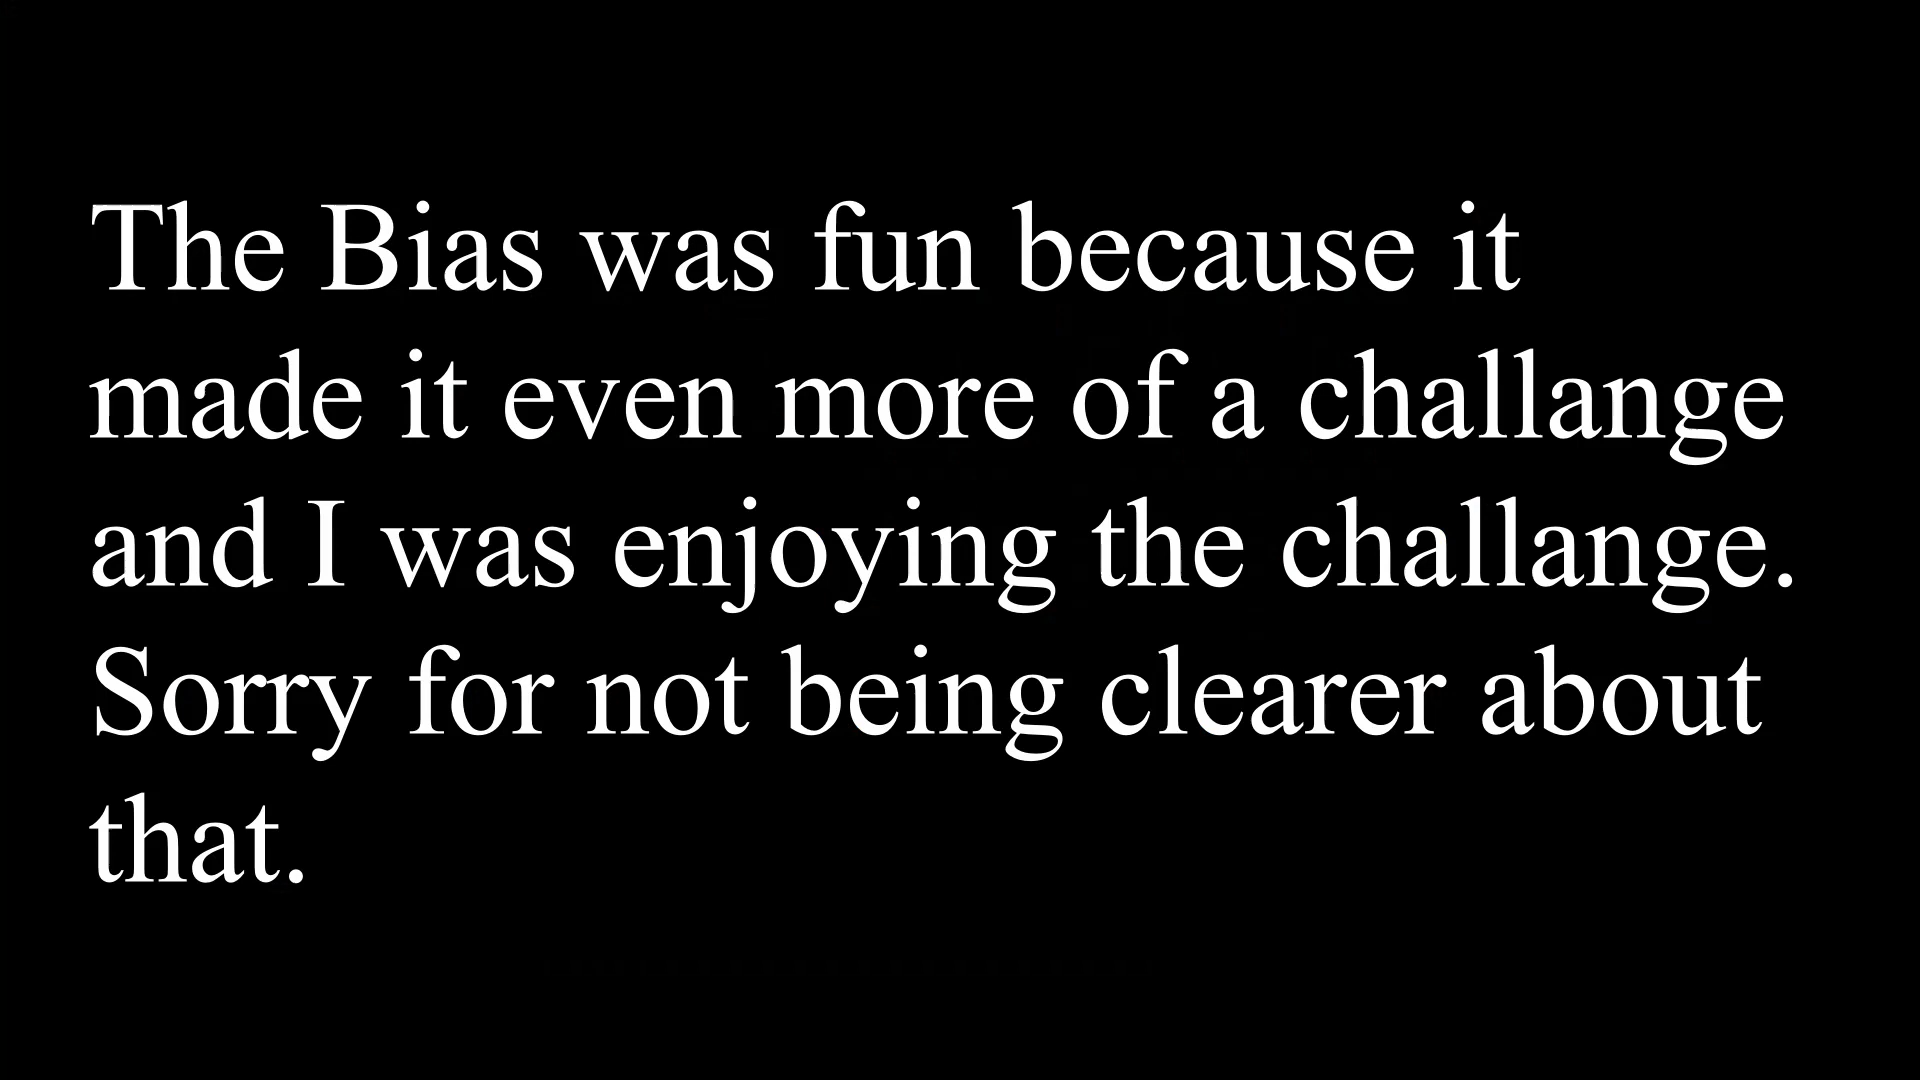 The Bias was fun because it
made it even more of a challange
and I was enjoying the challange.
Sorry for not being clearer about
that.